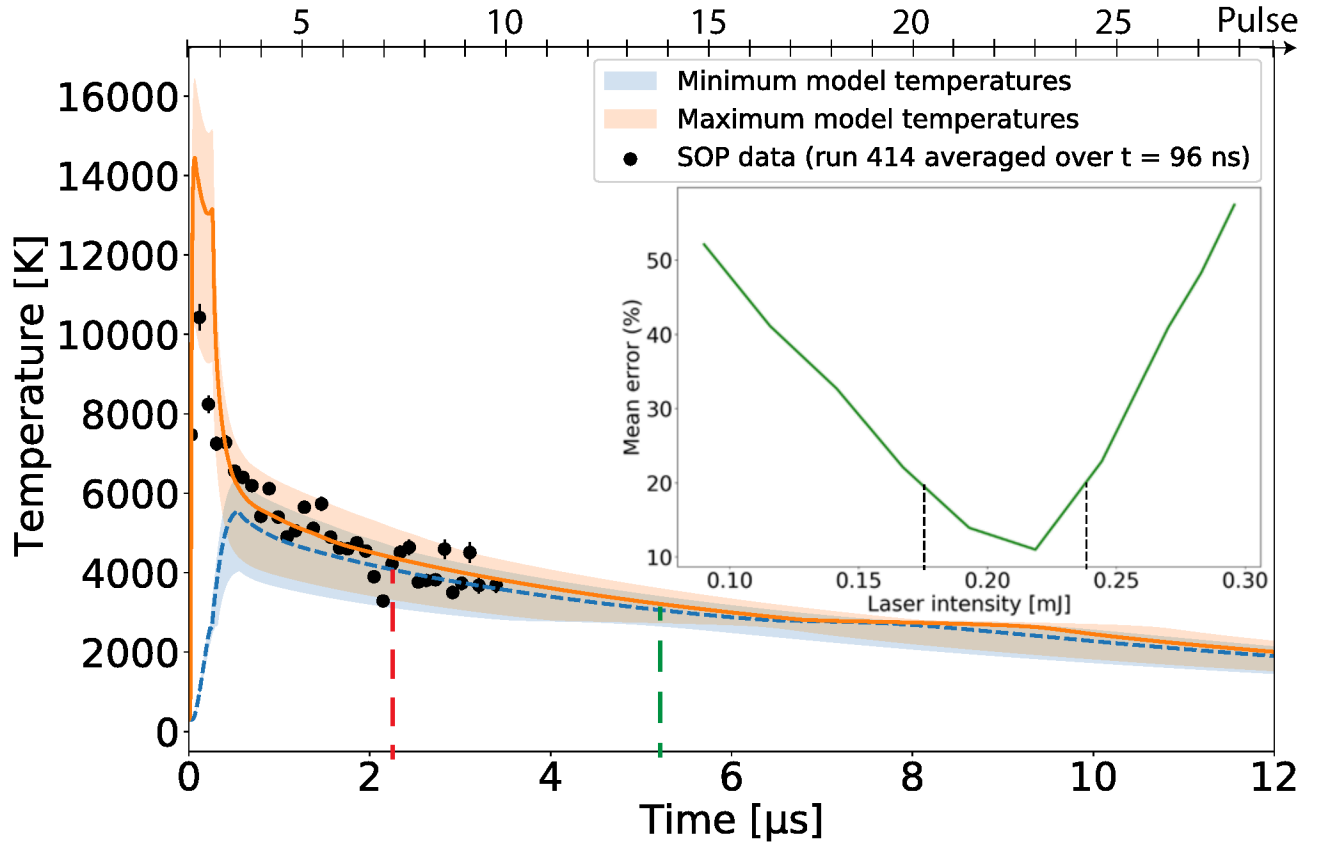 5 10 15 20 25 Pulse
16000
14000
12000
10000
8000
6000
4000
2000
0
Temperature [K]
Minimum model temperatures
Maximum model temperatures
SOP data (run 414 averaged over t = 96 ns)
50
40
30
20
10
Mean error (%)
0.10 0.15 0.20 0.25 0.30
Laser intensity [mJ]
0 2 4 6 8 10 12
Time [μs]